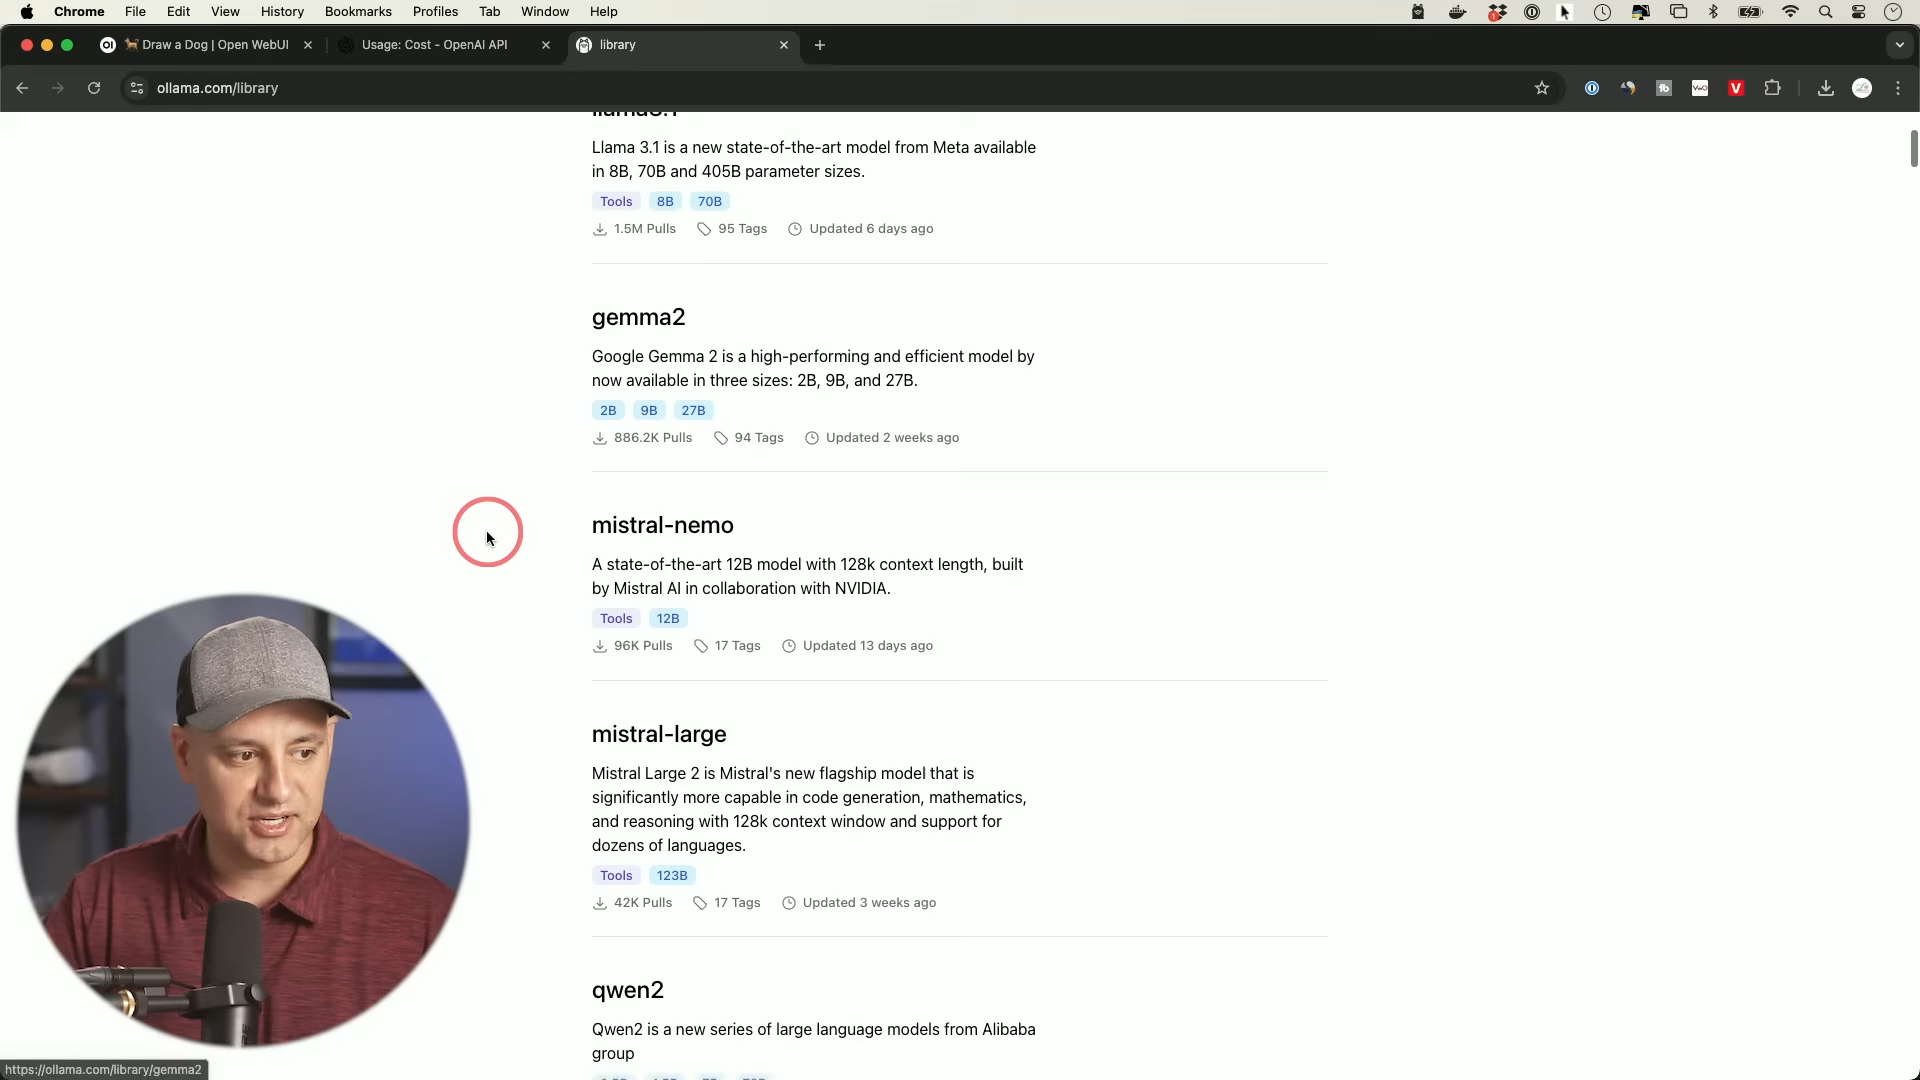 Chrome File Edit View History Bookmarks Profiles Tab Window Help
Draw a Dog | Open WebUI
Usage: Cost - OpenAI API
library
ollama.com/library
llama3.1
Llama 3.1 is a new state-of-the-art model from Meta available
in 8B, 70B and 405B parameter sizes.
Tools 8B 70B
1.5M Pulls 95 Tags Updated 6 days ago
gemma2
Google Gemma 2 is a high-performing and efficient model by
now available in three sizes: 2B, 9B, and 27B.
2B 9B 27B
886.2K Pulls 94 Tags Updated 2 weeks ago
mistral-nemo
A state-of-the-art 12B model with 128k context length, built
by Mistral AI in collaboration with NVIDIA.
Tools 12B
96K Pulls 17 Tags Updated 13 days ago
mistral-large
Mistral Large 2 is Mistral's new flagship model that is
significantly more capable in code generation, mathematics,
and reasoning with 128k context window and support for
dozens of languages.
Tools 123B
42K Pulls 17 Tags Updated 3 weeks ago
qwen2
Qwen2 is a new series of large language models from Alibaba
group
https://ollama.com/library/gemma2